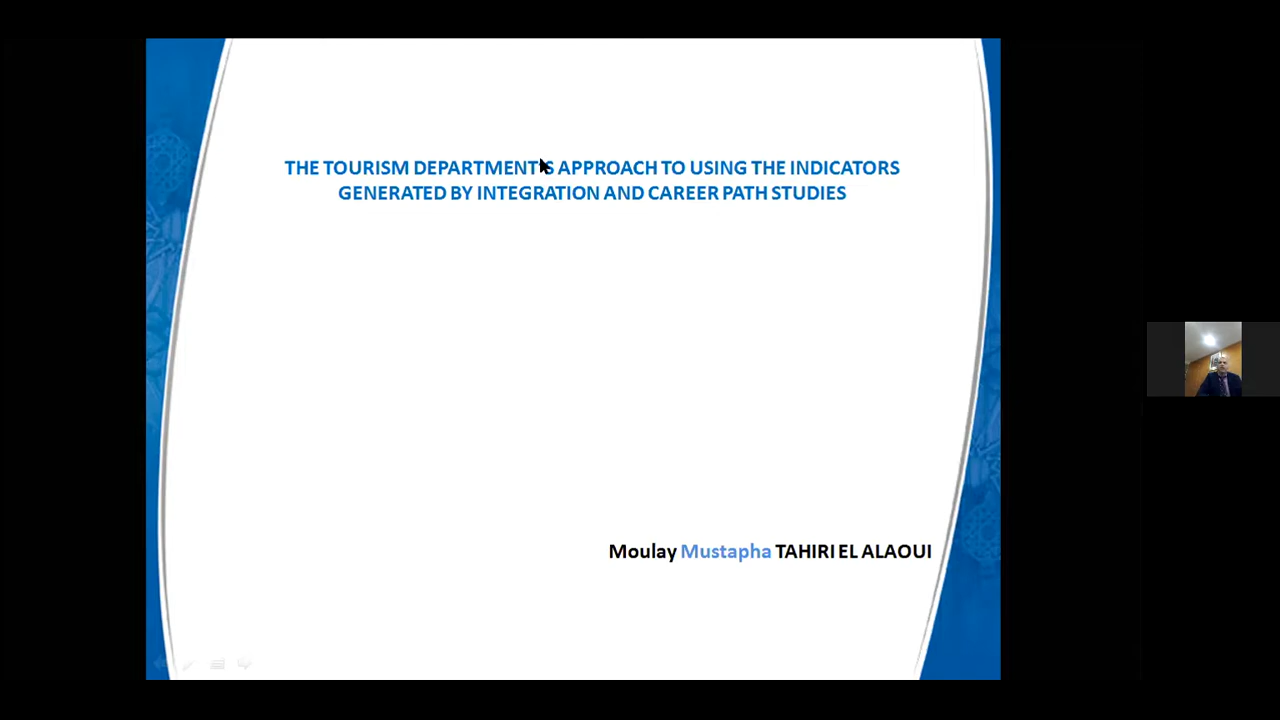 THE TOURISM DEPARTMENT'S APPROACH TO USING THE INDICATORS
GENERATED BY INTEGRATION AND CAREER PATH STUDIES
Moulay Mustapha TAHIRI EL ALAOUI